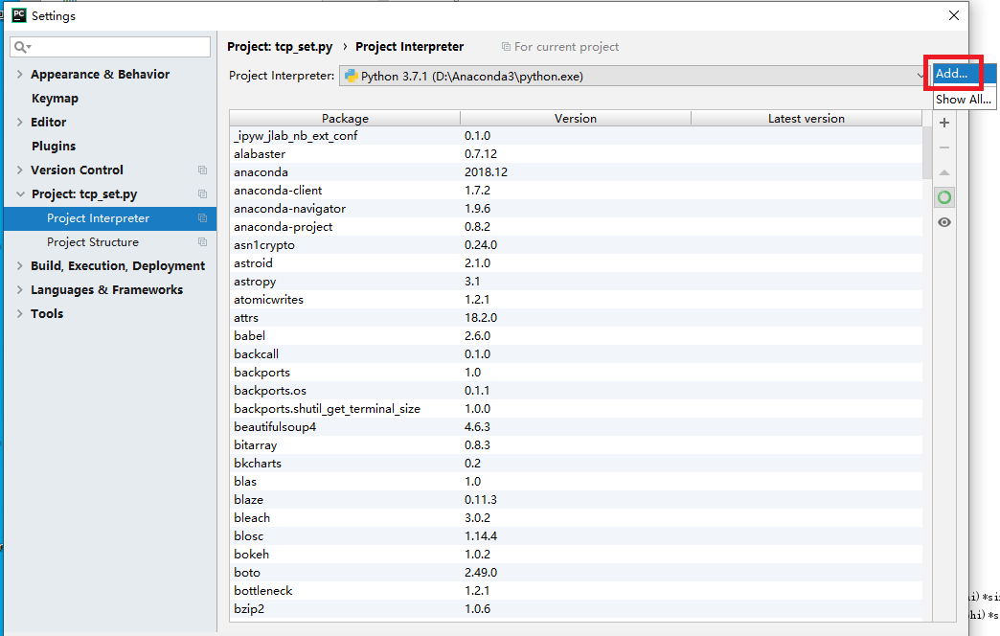 PC Settings
Project: tcp_set.py › Project Interpreter For current project
Project Interpreter: Python 3.7.1 (D:\Anaconda3\python.exe)
Add...
Show All...
Appearance & Behavior
Keymap
Editor
Plugins
Version Control
Project: tcp_set.py
Project Interpreter
Project Structure
Build, Execution, Deployment
Languages & Frameworks
Tools
Package Version Latest version
_ipyw_jlab_nb_ext_conf 0.1.0
alabaster 0.7.12
anaconda 2018.12
anaconda-client 1.7.2
anaconda-navigator 1.9.6
anaconda-project 0.8.2
asn1crypto 0.24.0
astroid 2.1.0
astropy 3.1
atomicwrites 1.2.1
attrs 18.2.0
babel 2.6.0
backcall 0.1.0
backports 1.0
backports.os 0.1.1
backports.shutil_get_terminal_size 1.0.0
beautifulsoup4 4.6.3
bitarray 0.8.3
bkcharts 0.2
blas 1.0
blaze 0.11.3
bleach 3.0.2
blosc 1.14.4
bokeh 1.0.2
boto 2.49.0
bottleneck 1.2.1
bzip2 1.0.6